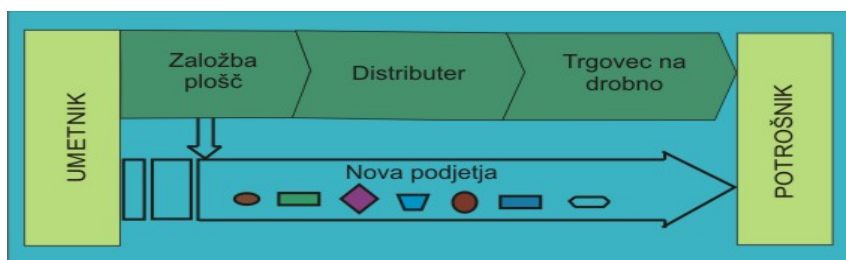 UMETNIK
Založba
plošč
Distributer
Trgovec na
drobno
Nova podjetja
POTROŠNIK